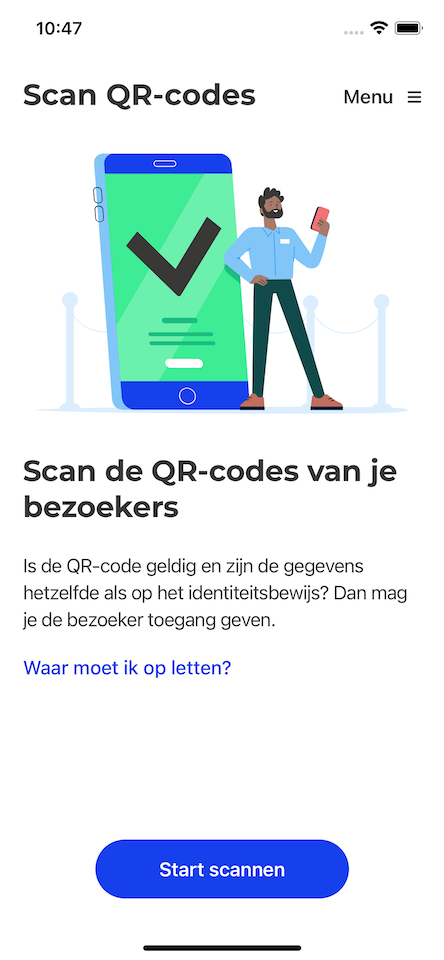 10:47
Scan QR-codes
Menu
Scan de QR-codes van je
bezoekers
Is de QR-code geldig en zijn de gegevens
hetzelfde als op het identiteitsbewijs? Dan mag
je de bezoeker toegang geven.
Waar moet ik op letten?
Start scannen